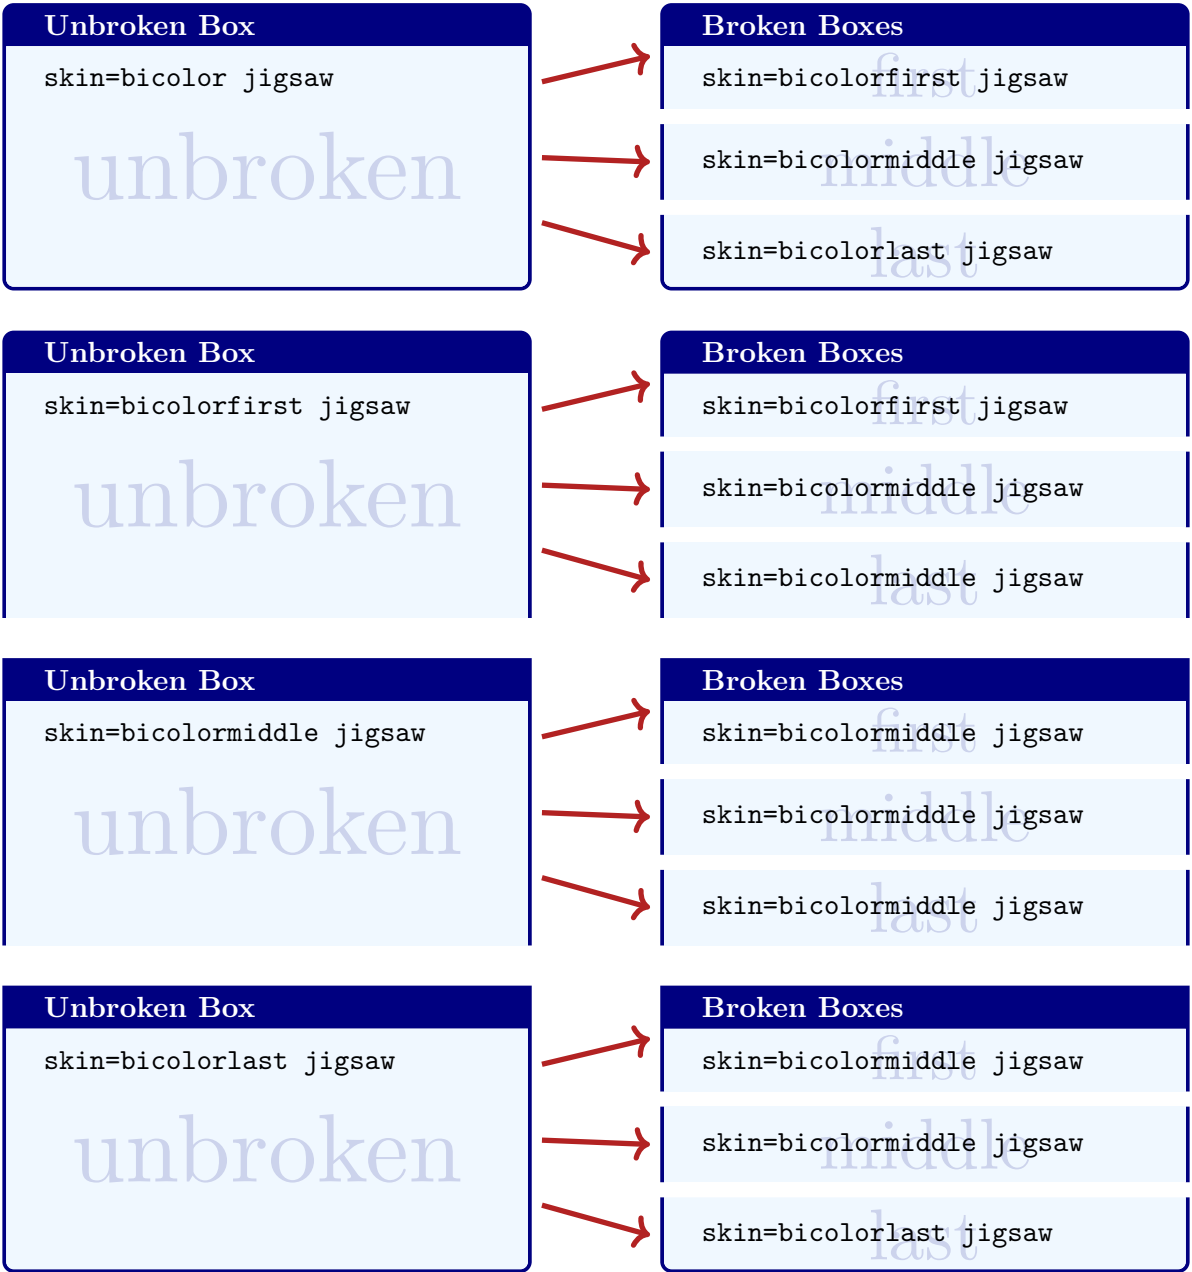 Unbroken Box
skin=bicolor jigsaw
unbroken
Broken Boxes
first
skin=bicolorfirst jigsaw
middle
skin=bicolormiddle jigsaw
last
skin=bicolorlast jigsaw
Unbroken Box
skin=bicolorfirst jigsaw
unbroken
Broken Boxes
first
skin=bicolorfirst jigsaw
middle
skin=bicolormiddle jigsaw
last
skin=bicolormiddle jigsaw
Unbroken Box
skin=bicolormiddle jigsaw
unbroken
Broken Boxes
first
skin=bicolormiddle jigsaw
middle
skin=bicolormiddle jigsaw
last
skin=bicolormiddle jigsaw
Unbroken Box
skin=bicolorlast jigsaw
unbroken
Broken Boxes
first
skin=bicolormiddle jigsaw
middle
skin=bicolormiddle jigsaw
last
skin=bicolorlast jigsaw